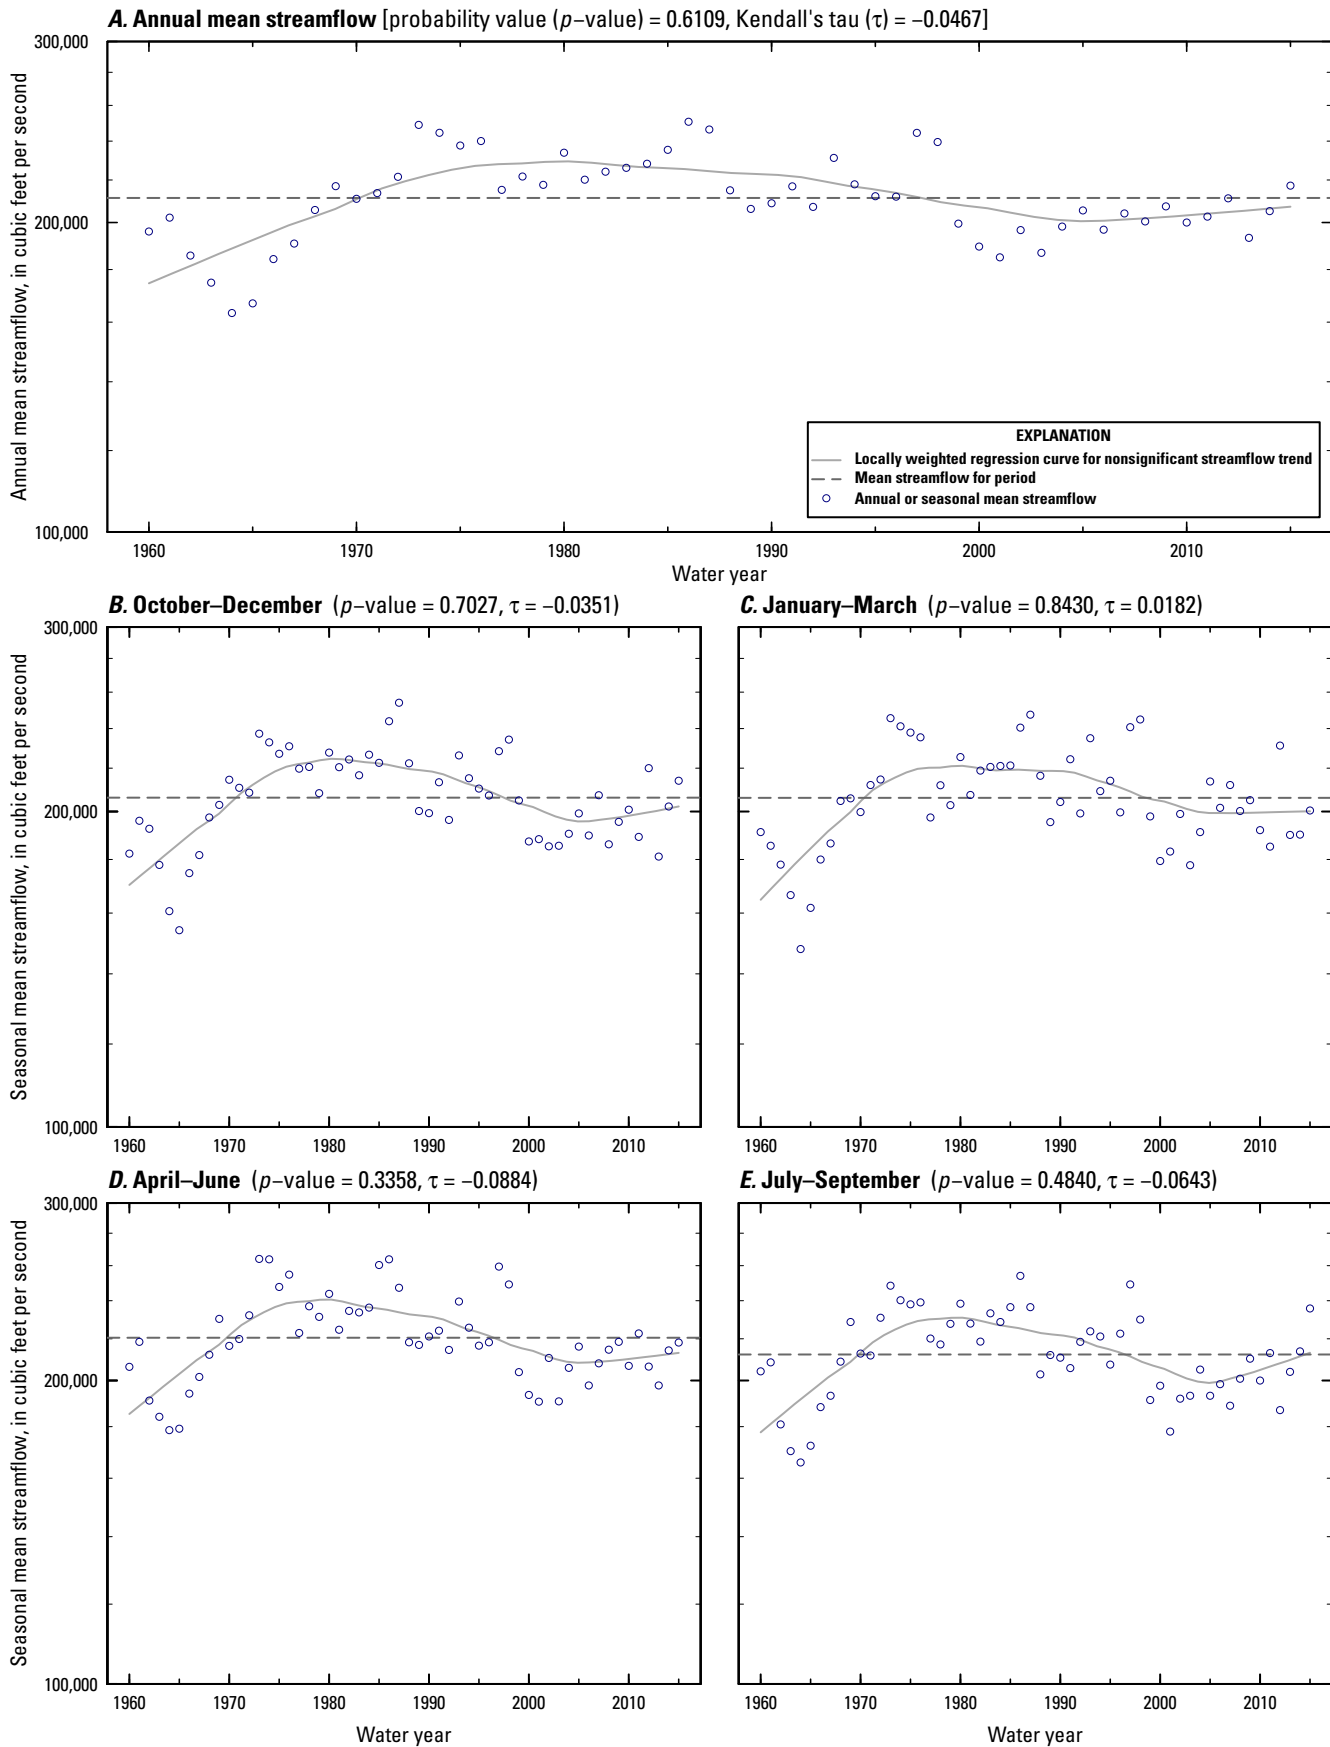 A. Annual mean streamflow [probability value (p–value) = 0.6109, Kendall's tau (τ) = –0.0467]
300,000
200,000
100,000
Annual mean streamflow, in cubic feet per second
EXPLANATION
Locally weighted regression curve for nonsignificant streamflow trend
Mean streamflow for period
Annual or seasonal mean streamflow
1960 1970 1980 1990 2000 2010
Water year
B. October–December (p–value = 0.7027, τ = –0.0351)
300,000
200,000
100,000
Seasonal mean streamflow, in cubic feet per second
1960 1970 1980 1990 2000 2010
C. January–March (p–value = 0.8430, τ = 0.0182)
1960 1970 1980 1990 2000 2010
D. April–June (p–value = 0.3358, τ = –0.0884)
300,000
200,000
100,000
Seasonal mean streamflow, in cubic feet per second
1960 1970 1980 1990 2000 2010
Water year
E. July–September (p–value = 0.4840, τ = –0.0643)
1960 1970 1980 1990 2000 2010
Water year